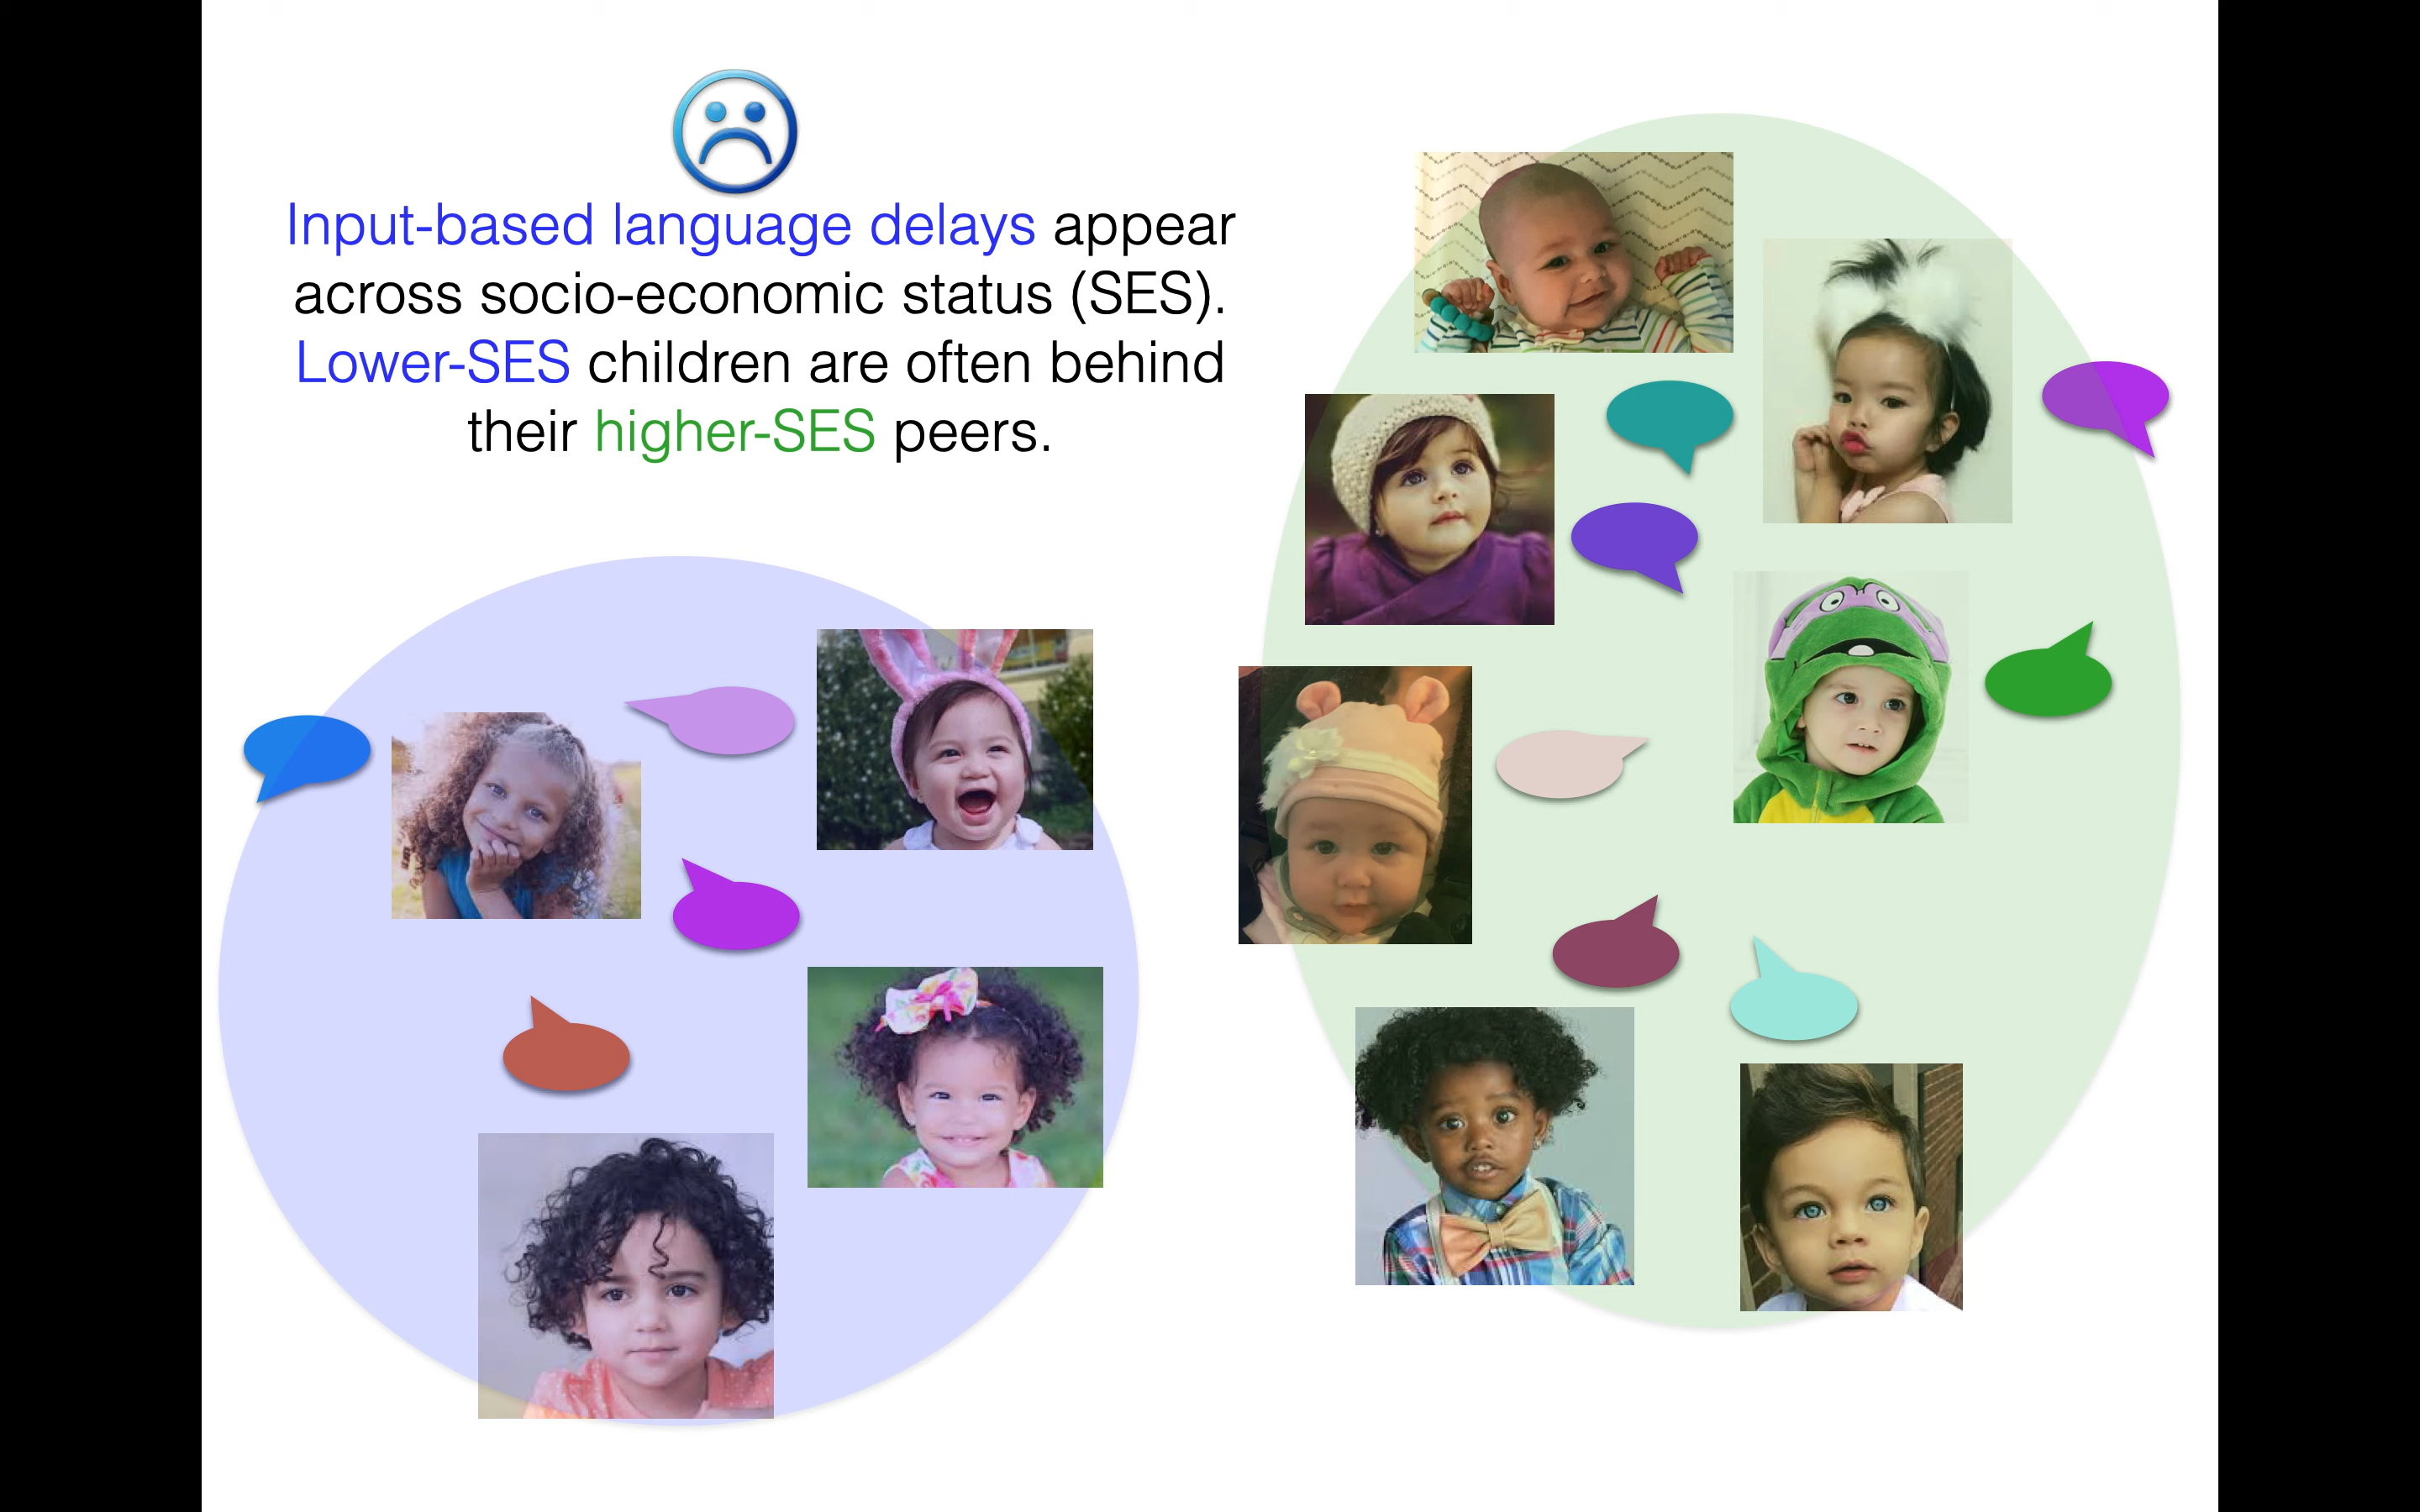 Input-based language delays appear
across socio-economic status (SES).
Lower-SES children are often behind
their higher-SES peers.